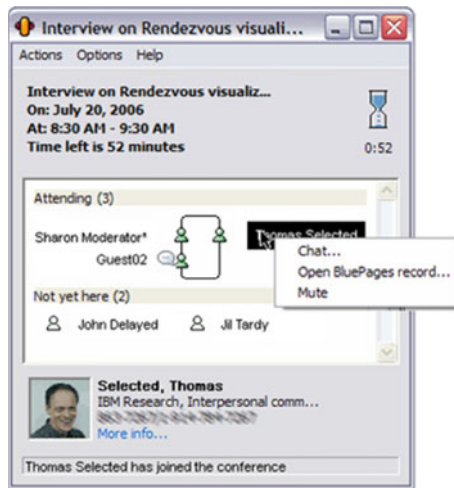 Interview on Rendezvous visuali...
Actions Options Help
Interview on Rendezvous visualiz...
On: July 20, 2006
At: 8:30 AM - 9:30 AM
Time left is 52 minutes
0:52
Attending (3)
Sharon Moderator*
Thomas Selected
Guest02
Chat...
Open BluePages record...
Mute
Not yet here (2)
John Delayed Jil Tardy
Selected, Thomas
IBM Research, Interpersonal comm...
More info...
Thomas Selected has joined the conference